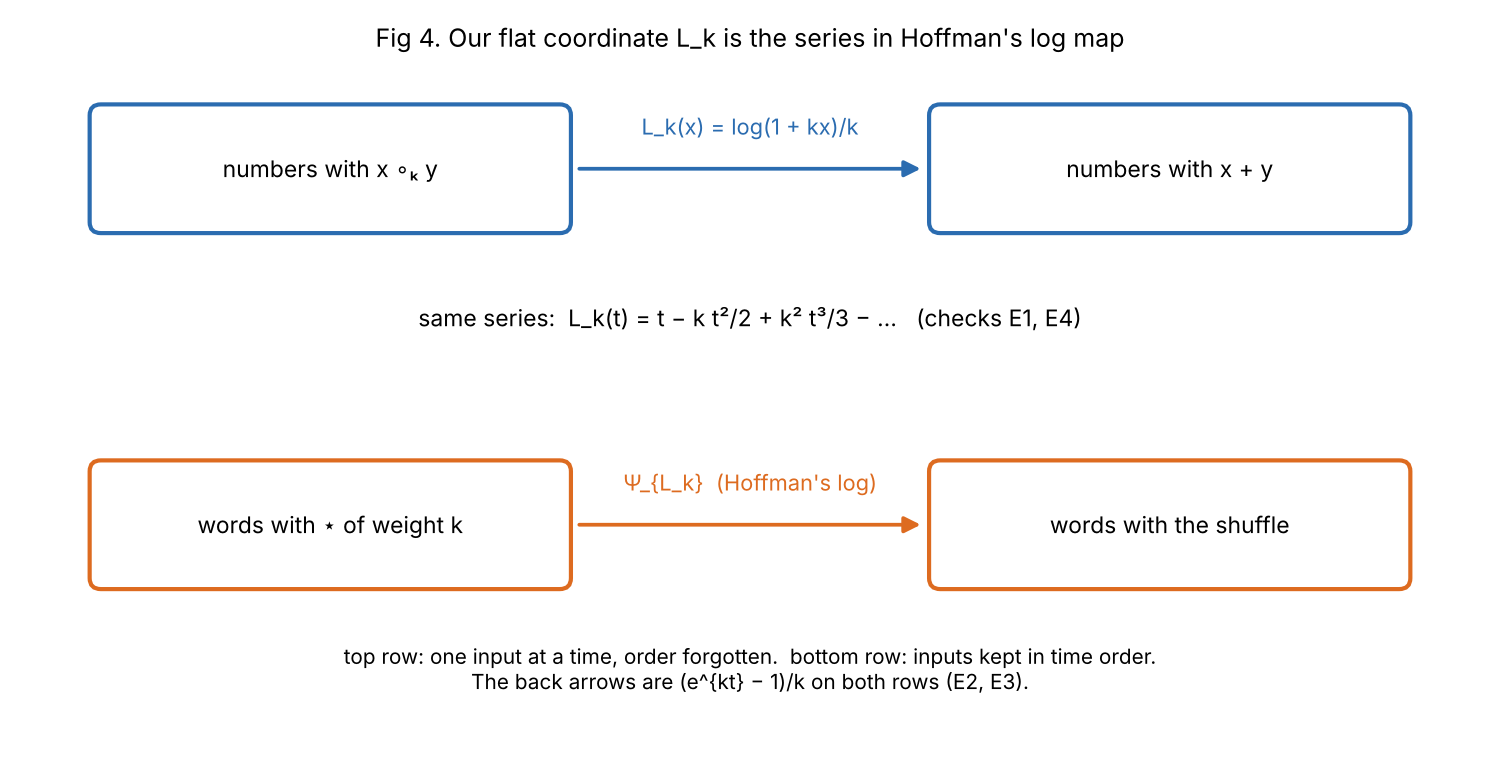 Fig 4. Our flat coordinate L_k is the series in Hoffman's log map
L_k(x) = log(1 + kx)/k
numbers with x ∘ₖ y
numbers with x + y
same series:  L_k(t) = t − k t²/2 + k² t³/3 − ...   (checks E1, E4)
Ψ_{L_k}  (Hoffman's log)
words with ⋆ of weight k
words with the shuffle
top row: one input at a time, order forgotten.  bottom row: inputs kept in time order.
The back arrows are (e^{kt} − 1)/k on both rows (E2, E3).